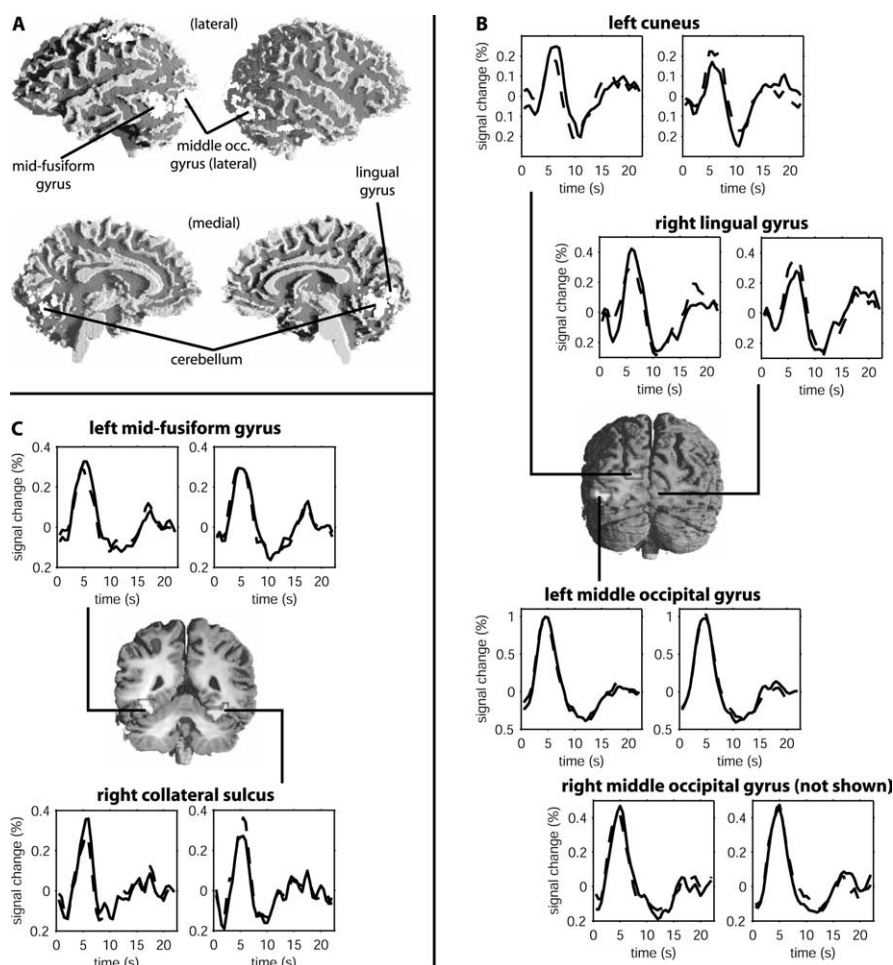 A
(lateral)
mid-fusiform
gyrus
middle occ.
gyrus (lateral)
lingual
gyrus
(medial)
cerebellum
B
left cuneus
signal change (%)
0.2
0.1
0
0.1
0.2
0 5 10 15 20
time (s)
0.2
0.1
0
0.1
0.2
0 5 10 15 20
time (s)
right lingual gyrus
signal change (%)
0.4
0.2
0
0.2
0 5 10 15 20
time (s)
0.4
0.2
0
0.2
0 5 10 15 20
time (s)
left middle occipital gyrus
signal change (%)
1
0.5
0
0.5
0 5 10 15 20
time (s)
1
0.5
0
0.5
0 5 10 15 20
time (s)
right middle occipital gyrus (not shown)
signal change (%)
0.4
0.2
0
0.2
0 5 10 15 20
time (s)
0.4
0.2
0
0.2
0 5 10 15 20
time (s)
C
left mid-fusiform gyrus
signal change (%)
0.4
0.2
0
0.2
0 5 10 15 20
time (s)
0.4
0.2
0
0.2
0 5 10 15 20
time (s)
right collateral sulcus
signal change (%)
0.4
0.2
0
0.2
0 5 10 15 20
time (s)
0.4
0.2
0
0.2
0 5 10 15 20
time (s)